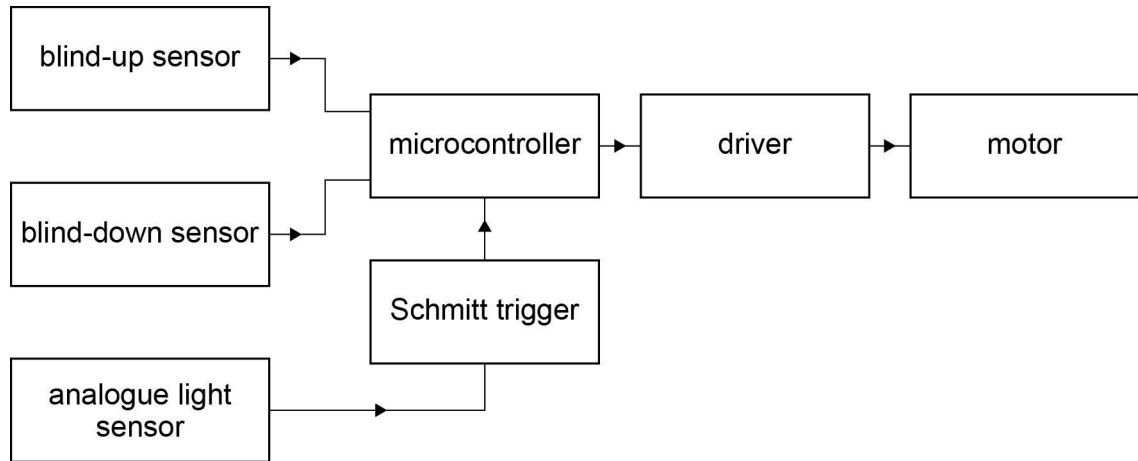 blind-up sensor
microcontroller
driver
motor
blind-down sensor
Schmitt trigger
analogue light
sensor